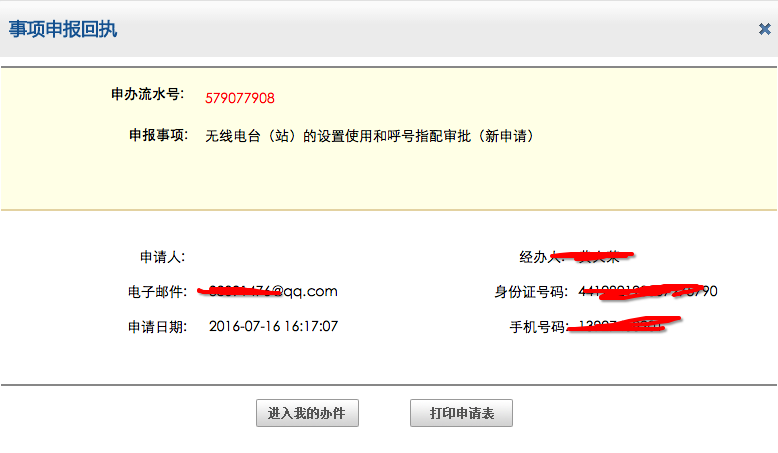 事项申报回执
申办流水号: 579077908
申报事项: 无线电台（站）的设置使用和呼号指配审批（新申请）
申请人: 经办人:
电子邮件: @qq.com 身份证号码:
申请日期: 2016-07-16 16:17:07 手机号码:
进入我的办件 打印申请表